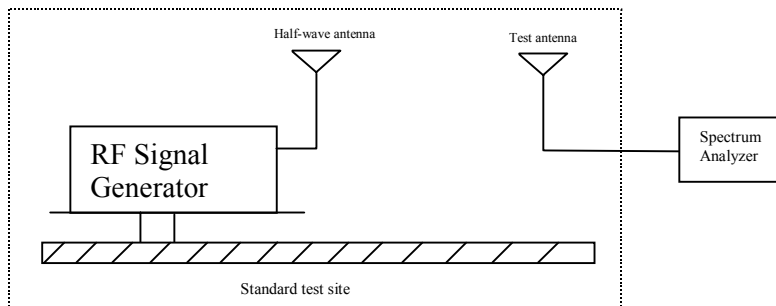 Half-wave antenna
Test antenna
RF Signal
Generator
Spectrum
Analyzer
Standard test site